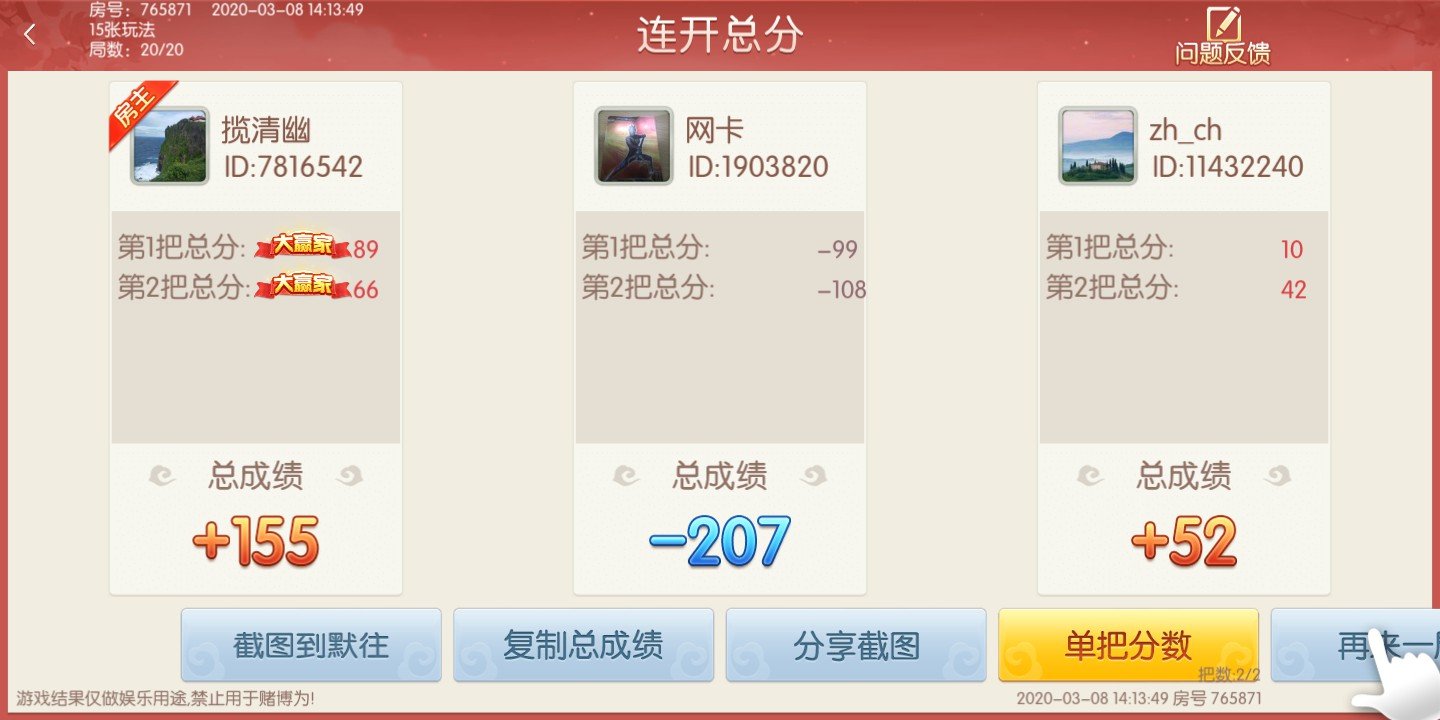 房号：765871 2020-03-08 14:13:49
15张玩法
局数：20/20
连开总分
问题反馈
房主
揽清幽
ID:7816542
第1把总分: 大赢家 89
第2把总分: 大赢家 66
总成绩
+155
网卡
ID:1903820
第1把总分: -99
第2把总分: -108
总成绩
-207
zh_ch
ID:11432240
第1把总分: 10
第2把总分: 42
总成绩
+52
截图到默往
复制总成绩
分享截图
单把分数
把数:2/2
再来一
游戏结果仅做娱乐用途,禁止用于赌博为!
2020-03-08 14:13:49 房号 765871